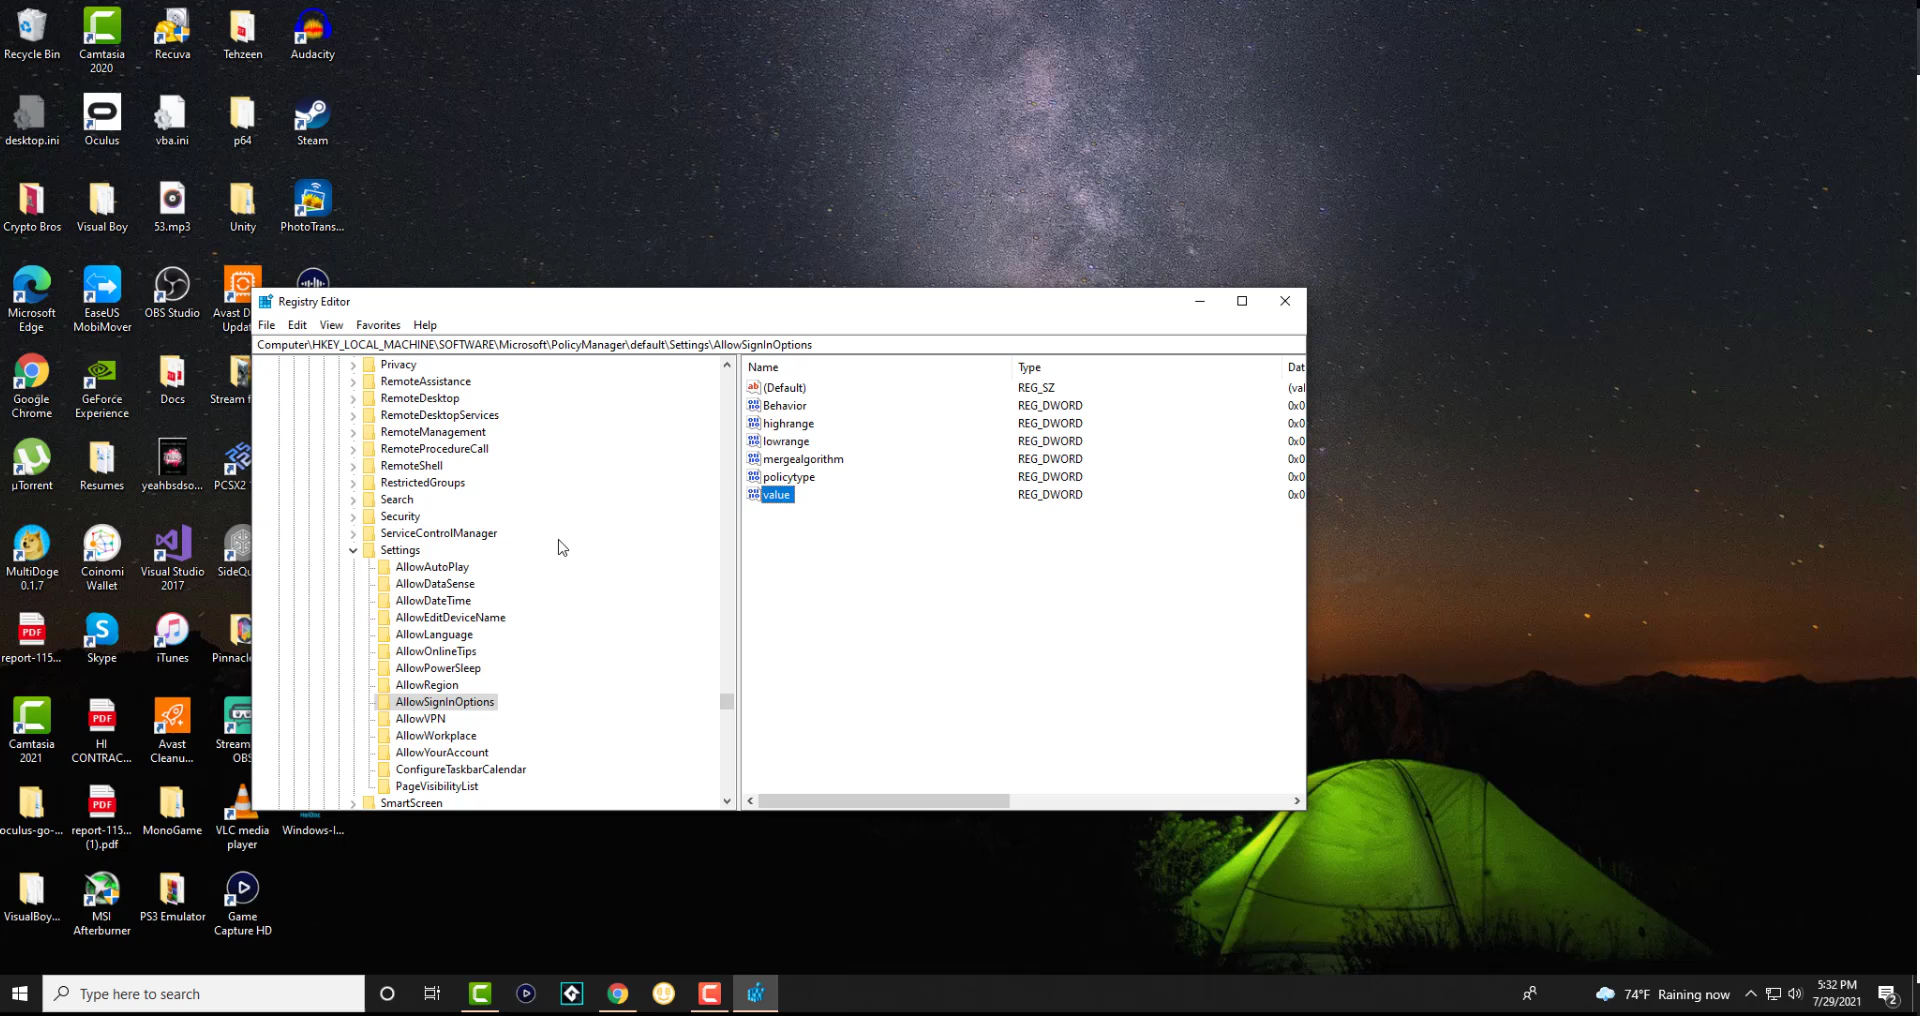 Recycle Bin
Camtasia 2020
Recuva
Tehzeen
Audacity
desktop.ini
Oculus
vba.ini
p64
Steam
Crypto Bros
Visual Boy
53.mp3
Unity
PhotoTrans...
Microsoft Edge
EaseUS MobiMover
OBS Studio
Avast D
Updat
Google Chrome
GeForce Experience
Docs
Stream f
µTorrent
Resumes
yeahbsdso...
PCSX2 1
MultiDoge 0.1.7
Coinomi Wallet
Visual Studio 2017
SideQu
report-115...
Skype
iTunes
Pinnacle
Camtasia 2021
HI CONTRAC...
Avast Cleanu...
Stream
OBS
oculus-go-...
report-115... (1).pdf
MonoGame
VLC media player
Windows-I...
VisualBoy...
MSI Afterburner
PS3 Emulator
Game Capture HD
Registry Editor
File Edit View Favorites Help
Computer\HKEY_LOCAL_MACHINE\SOFTWARE\Microsoft\PolicyManager\default\Settings\AllowSignInOptions
Privacy
RemoteAssistance
RemoteDesktop
RemoteDesktopServices
RemoteManagement
RemoteProcedureCall
RemoteShell
RestrictedGroups
Search
Security
ServiceControlManager
Settings
AllowAutoPlay
AllowDataSense
AllowDateTime
AllowEditDeviceName
AllowLanguage
AllowOnlineTips
AllowPowerSleep
AllowRegion
AllowSignInOptions
AllowVPN
AllowWorkplace
AllowYourAccount
ConfigureTaskbarCalendar
PageVisibilityList
SmartScreen
Name Type Dat
(Default) REG_SZ (val
Behavior REG_DWORD 0x0
highrange REG_DWORD 0x0
lowrange REG_DWORD 0x0
mergealgorithm REG_DWORD 0x0
policytype REG_DWORD 0x0
value REG_DWORD 0x0
Type here to search
74°F Raining now
5:32 PM
7/29/2021
2